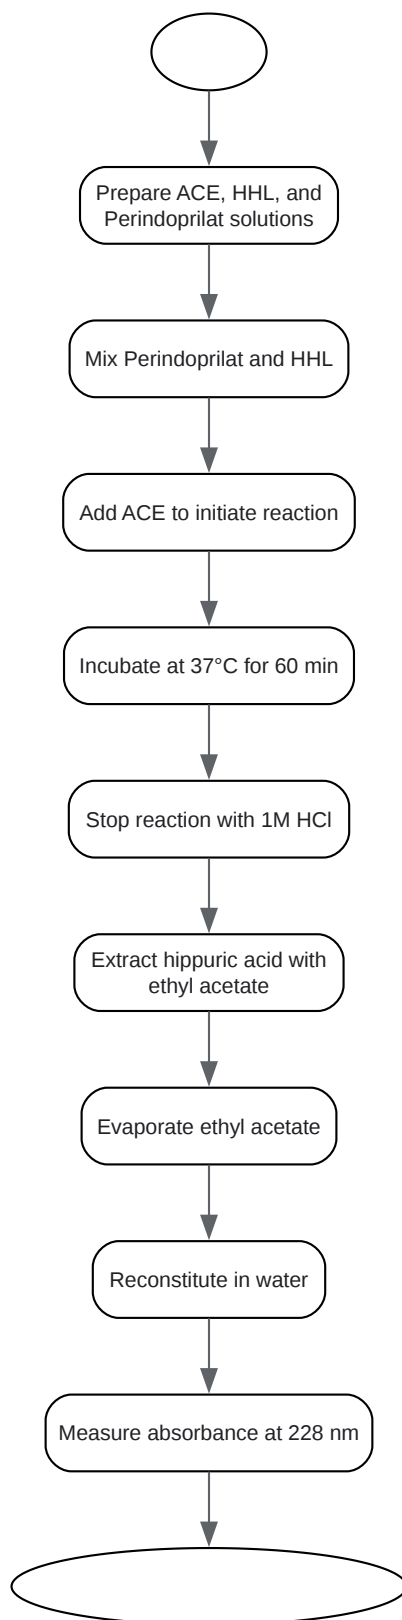 Prepare ACE, HHL, and
Perindoprilat solutions
Mix Perindoprilat and HHL
Add ACE to initiate reaction
Incubate at 37°C for 60 min
Stop reaction with 1M HCl
Extract hippuric acid with
ethyl acetate
Evaporate ethyl acetate
Reconstitute in water
Measure absorbance at 228 nm